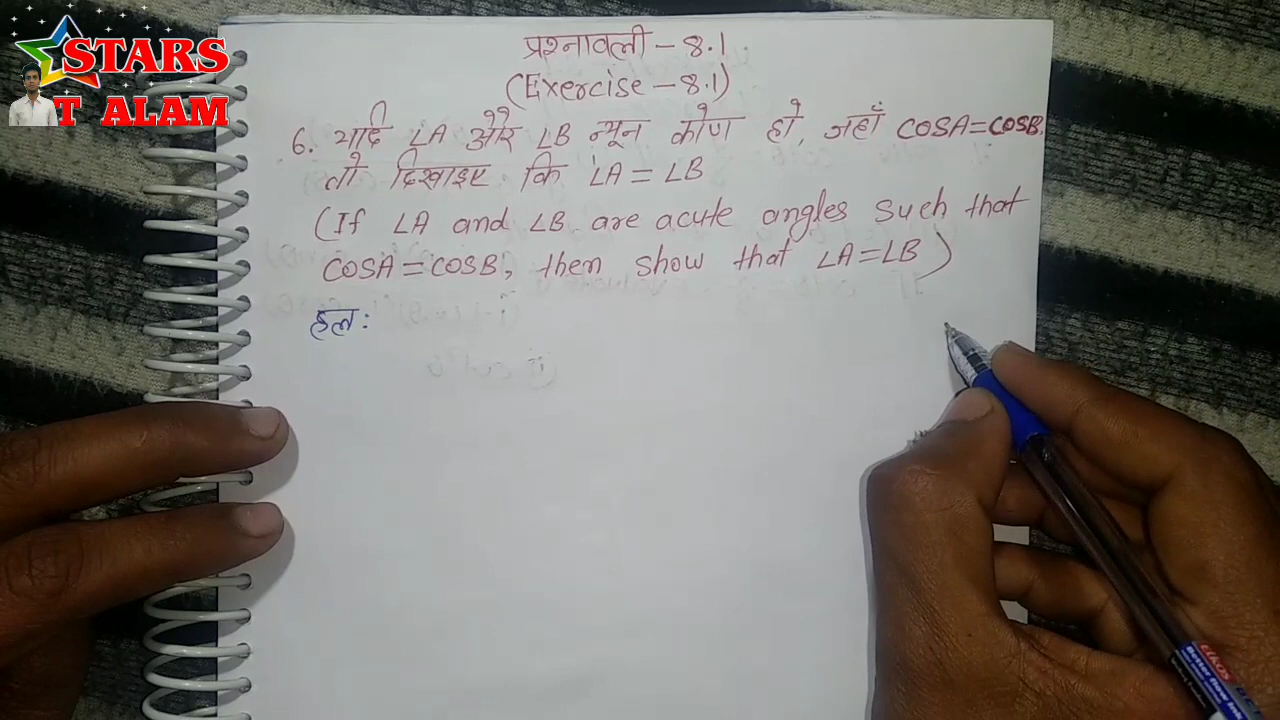 STARS
T ALAM
प्रश्नावली - 8.1
(Exercise - 8.1)
6. यदि ∠A और ∠B न्यून कोण हो, जहाँ COSA=COSB.
तो दिखाइए कि ∠A = ∠B
(If ∠A and ∠B are acute angles such that
COSA=COSB, then show that ∠A=∠B)
हल: